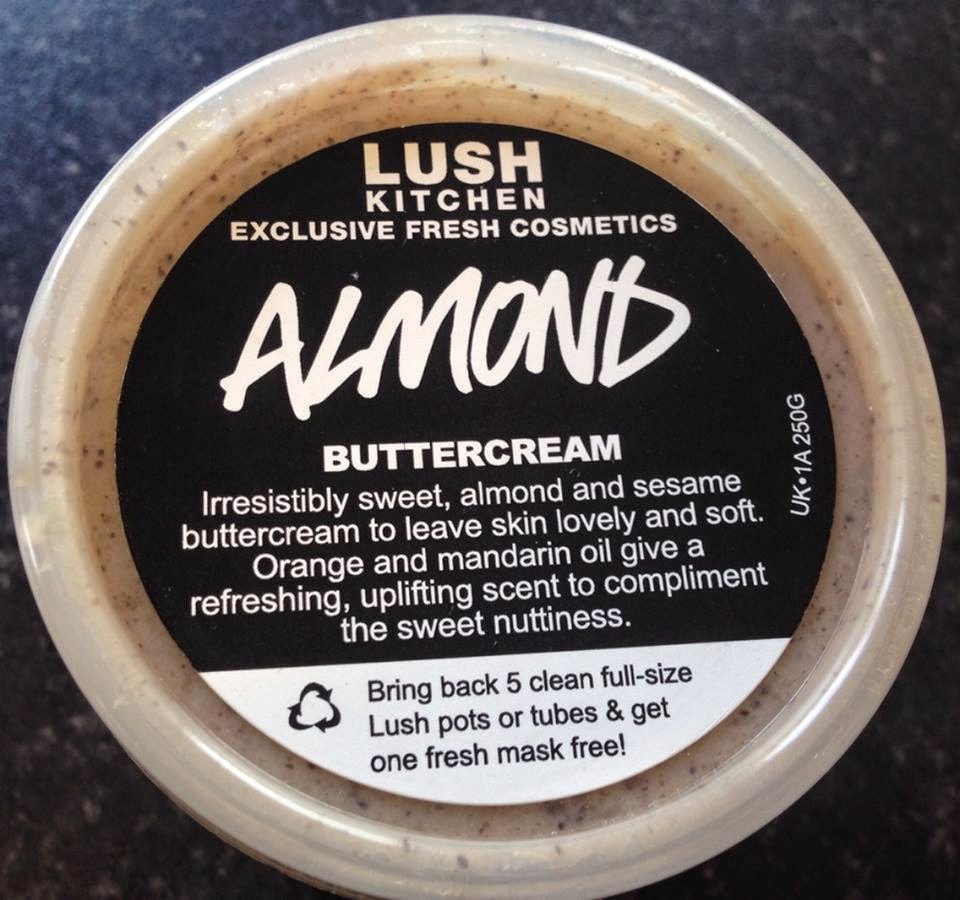 LUSH
KITCHEN
EXCLUSIVE FRESH COSMETICS
ALMOND
BUTTERCREAM
Irresistibly sweet, almond and sesame
buttercream to leave skin lovely and soft.
Orange and mandarin oil give a
refreshing, uplifting scent to compliment
the sweet nuttiness.
UK•1A 250G
Bring back 5 clean full-size
Lush pots or tubes & get
one fresh mask free!